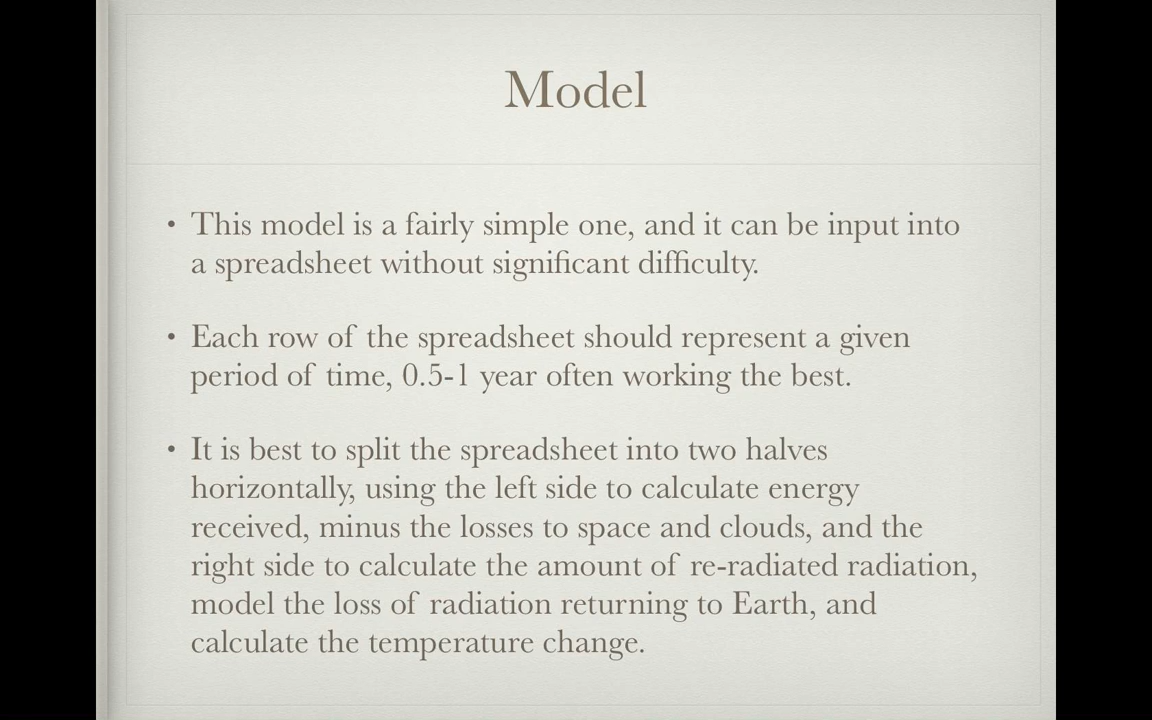 Model
• This model is a fairly simple one, and it can be input into
a spreadsheet without significant difficulty.
• Each row of the spreadsheet should represent a given
period of time, 0.5-1 year often working the best.
• It is best to split the spreadsheet into two halves
horizontally, using the left side to calculate energy
received, minus the losses to space and clouds, and the
right side to calculate the amount of re-radiated radiation,
model the loss of radiation returning to Earth, and
calculate the temperature change.